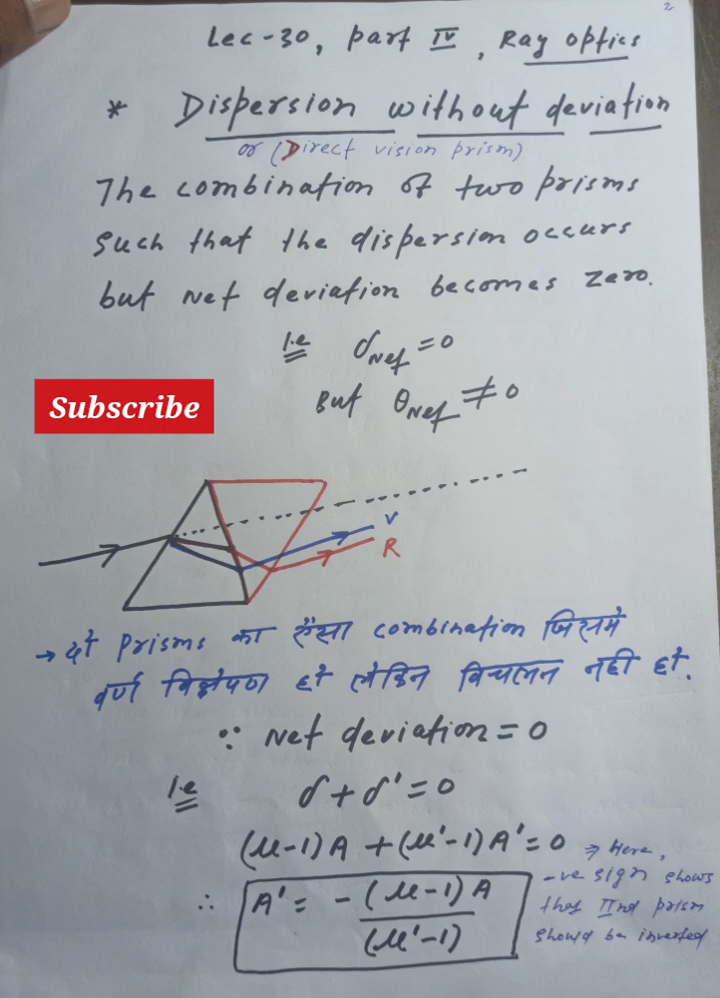 2
Lec-30, part IV, Ray optics
* Dispersion without deviation
or (Direct vision prism)
The combination of two prisms
such that the dispersion occurs
but net deviation becomes zero.
i.e δnet = 0
But θnet ≠ 0
Subscribe
V
R
→ दो Prisms का ऐसा combination जिसमे
वर्ण विक्षेपण हो लेकिन विचलन नही हो.
∵ Net deviation = 0
i.e δ + δ' = 0
(μ-1)A + (μ'-1)A' = 0 ⇒ Here,
-ve sign shows
that IInd prism
should be inverted
∴ A' = -(μ-1)A / (μ'-1)